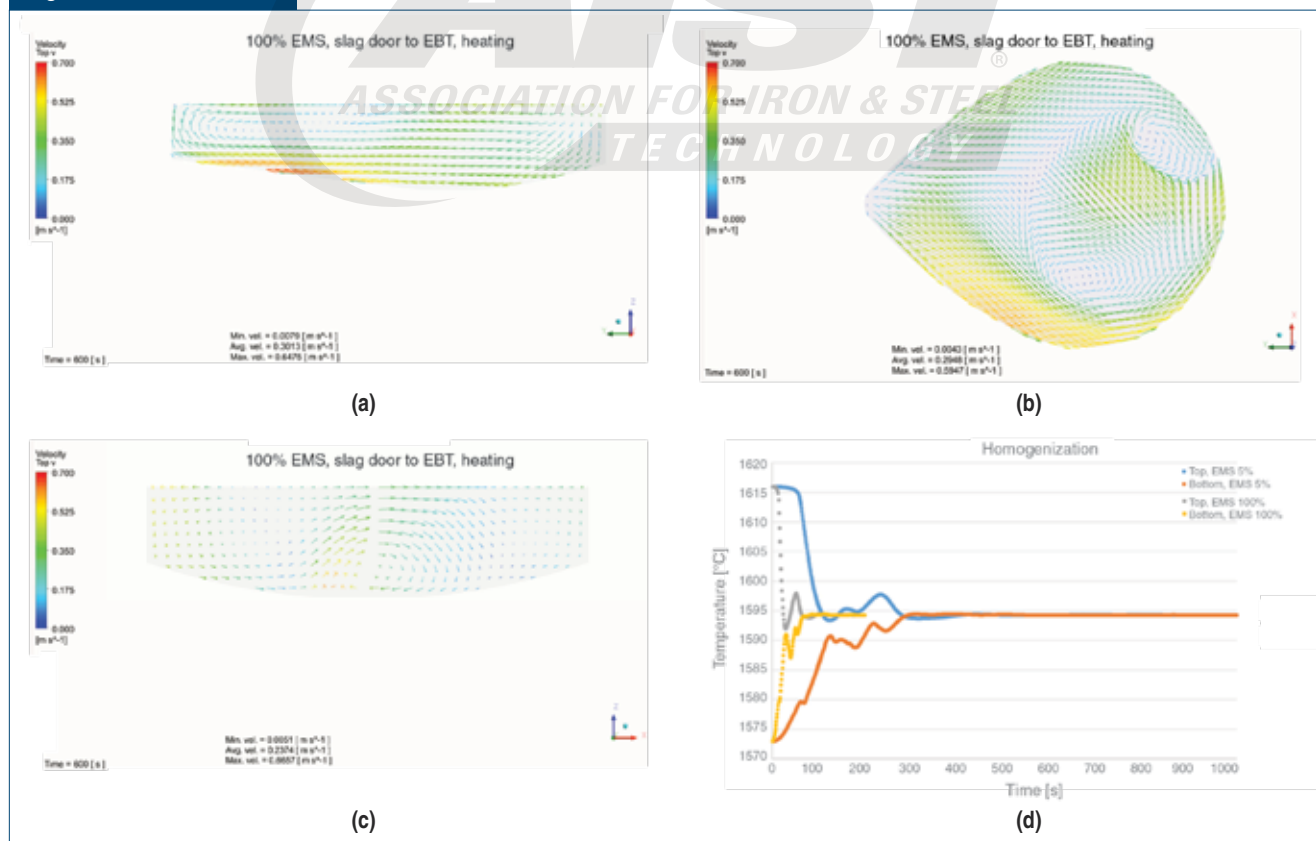 AIST
®
ASSOCIATION FOR IRON & STEEL
TECHNOLOGY
100% EMS, slag door to EBT, heating
Velocity
Top v
0.700
0.525
0.350
0.175
0.000
[m s^-1]
Min. vel. = 0.0079 [ m s^-1 ]
Avg. vel. = 0.3013 [ m s^-1 ]
Max. vel. = 0.6476 [ m s^-1 ]
Time = 600 [ s ]
Y
Z
(a)
100% EMS, slag door to EBT, heating
Velocity
Top v
0.700
0.525
0.350
0.175
0.000
[m s^-1]
Min. vel. = 0.0043 [ m s^-1 ]
Avg. vel. = 0.2948 [ m s^-1 ]
Max. vel. = 0.5947 [ m s^-1 ]
Time = 600 [ s ]
(b)
100% EMS, slag door to EBT, heating
Velocity
Top v
0.700
0.525
0.350
0.175
0.000
[m s^-1]
Avg. vel. = 0.2374 [ m s^-1 ]
Time = 600 [ s ]
Z
X
(c)
Homogenization
Top, EMS 5%
Bottom, EMS 5%
Top, EMS 100%
Bottom, EMS 100%
Temperature [°C]
1620
1615
1610
1605
1600
1595
1590
1585
1580
1575
1570
0 100 200 300 400 500 600 700 800 900 1000
Time [s]
(d)